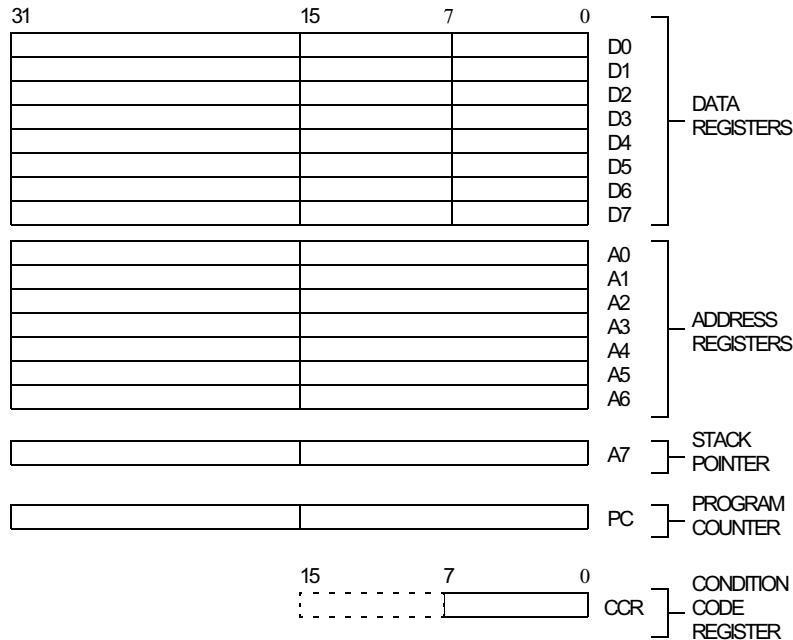 31 15 7 0
D0
D1
D2
D3
D4
D5
D6
D7
DATA
REGISTERS
A0
A1
A2
A3
A4
A5
A6
ADDRESS
REGISTERS
A7
STACK
POINTER
PC
PROGRAM
COUNTER
15 7 0
CCR
CONDITION
CODE
REGISTER